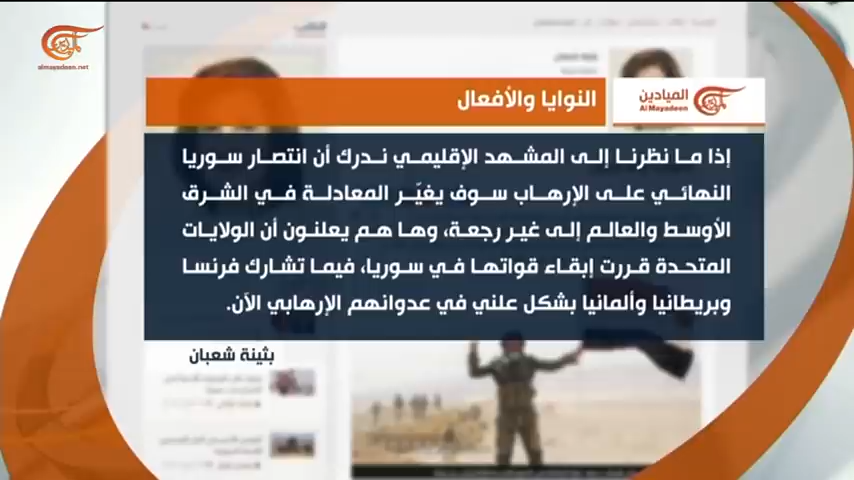 الميادين
almayadeen.net
الميادين
Al Mayadeen
النوايا والأفعال
إذا ما نظرنا إلى المشهد الإقليمي ندرك أن انتصار سوريا
النهائي على الإرهاب سوف يغيّر المعادلة في الشرق
الأوسط والعالم إلى غير رجعة، وها هم يعلنون أن الولايات
المتحدة قررت إبقاء قواتها في سوريا، فيما تشارك فرنسا
وبريطانيا وألمانيا بشكل علني في عدوانهم الإرهابي الآن.
بثينة شعبان